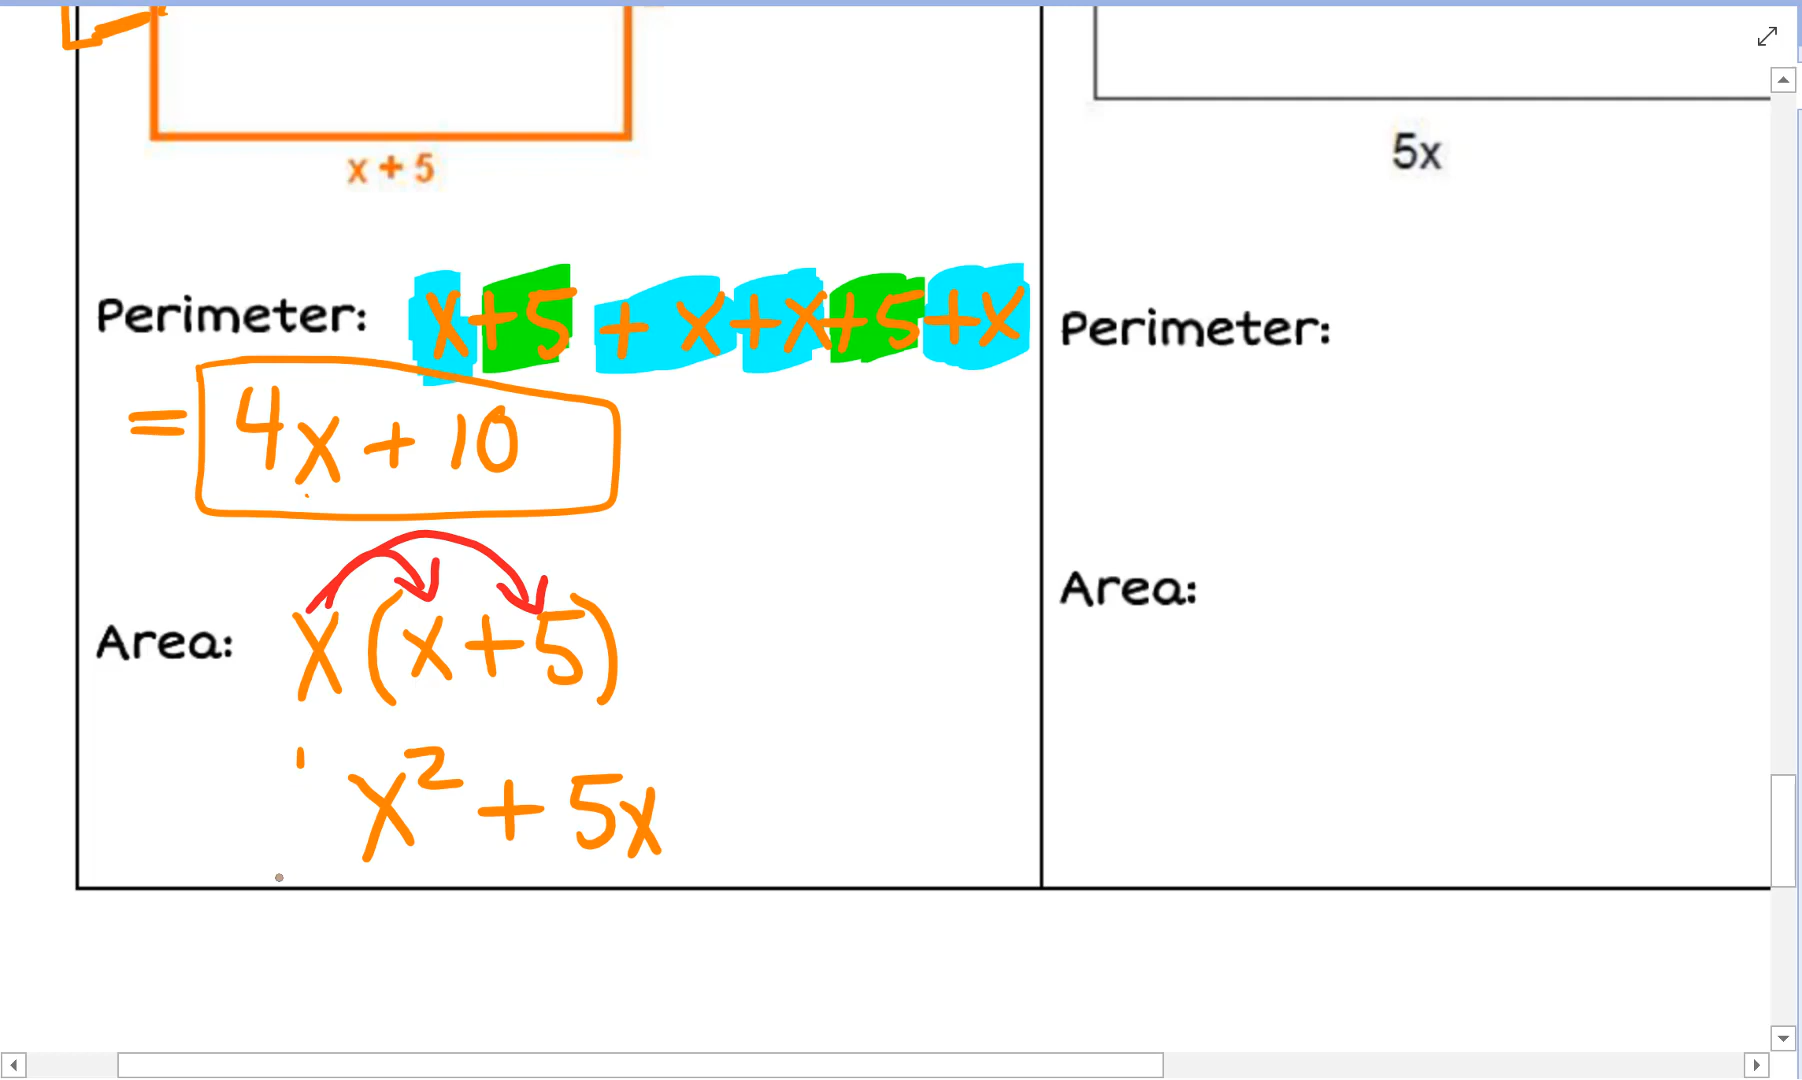 x + 5
Perimeter: x+5 + x+x+5+x
= 4x + 10
Area: x(x+5)
x² + 5x
5x
Perimeter:
Area: